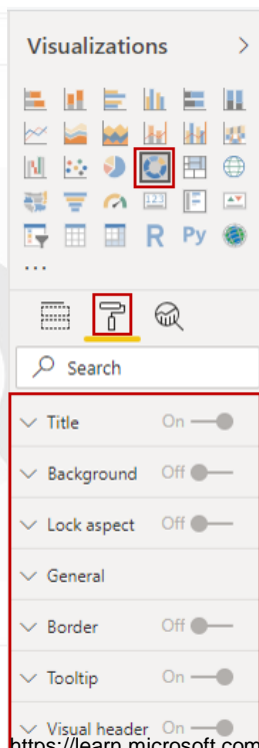 Visualizations
123
R Py
...
Search
Title On
Background Off
Lock aspect Off
General
Border Off
Tooltip On
Visual header On
https://learn.microsoft.com